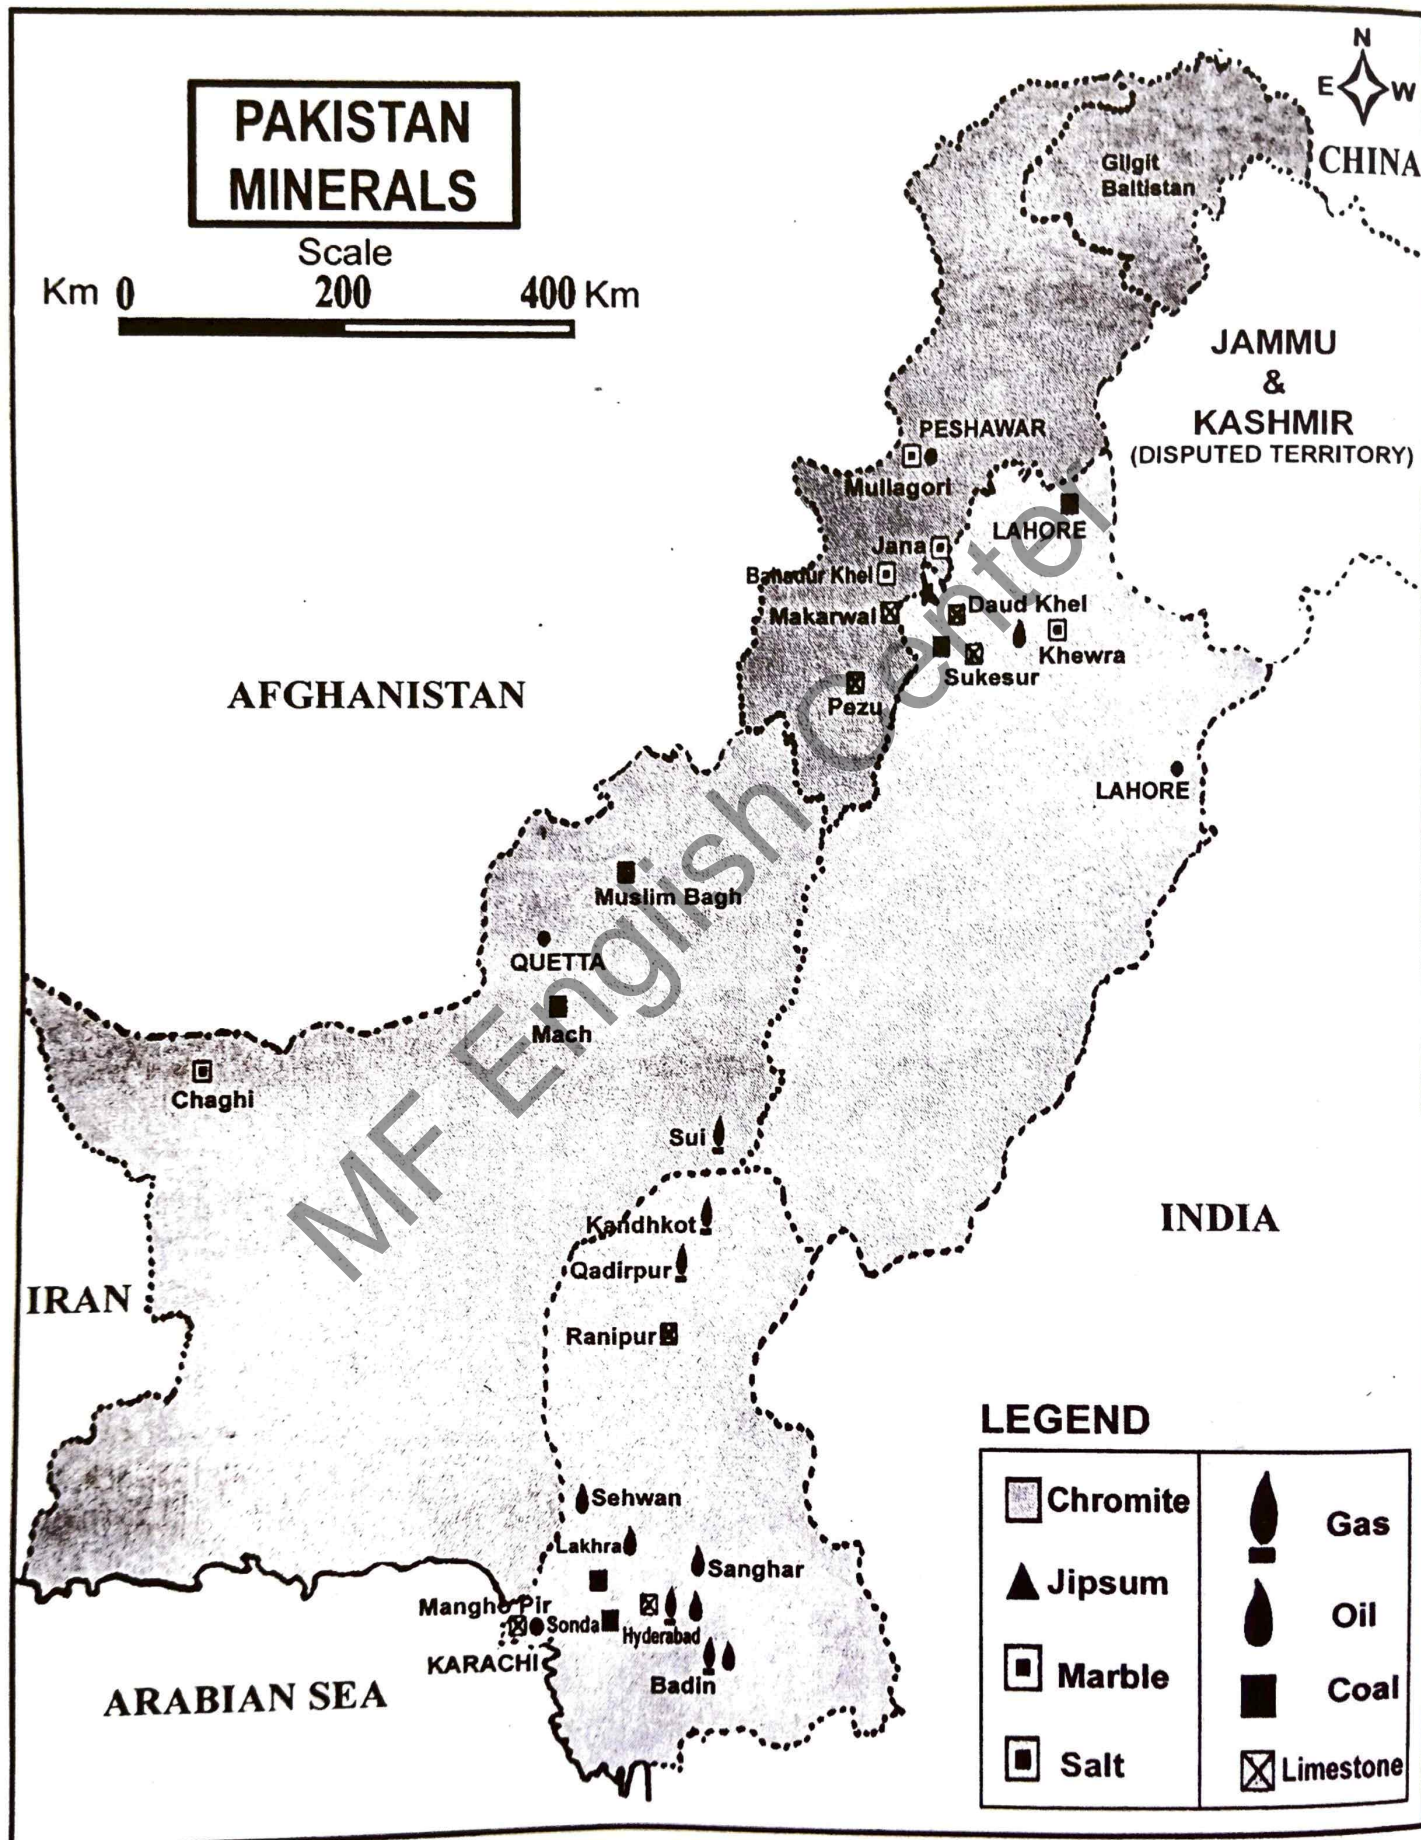 PAKISTAN
MINERALS
Scale
Km 0 200 400 Km
N
E W
CHINA
Gilgit
Baltistan
JAMMU
&
KASHMIR
(DISPUTED TERRITORY)
PESHAWAR
Mullagori
LAHORE
Jana
Bahadur Khel
Makarwal
Daud Khel
Khewra
Sukesur
Pezu
AFGHANISTAN
LAHORE
Muslim Bagh
QUETTA
Mach
Chaghi
Sui
Kandhkot
Qadirpur
Ranipur
INDIA
IRAN
Sehwan
Lakhra
Sanghar
Mangho Pir
Sonda
Hyderabad
KARACHI
Badin
ARABIAN SEA
MF English Center
LEGEND
Chromite
Jipsum
Marble
Salt
Gas
Oil
Coal
Limestone